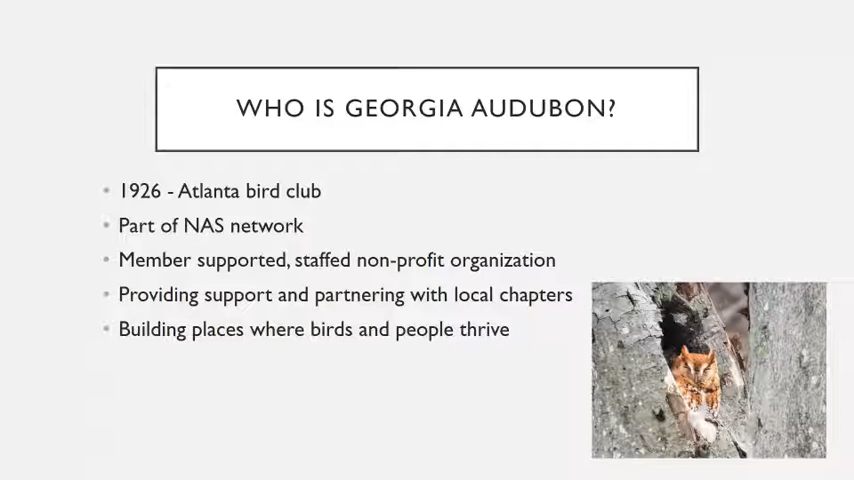 WHO IS GEORGIA AUDUBON?
1926 - Atlanta bird club
Part of NAS network
Member supported, staffed non-profit organization
Providing support and partnering with local chapters
Building places where birds and people thrive